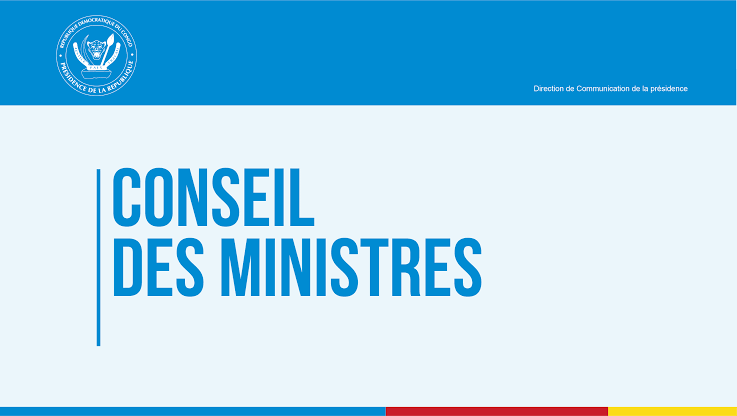 RÉPUBLIQUE DÉMOCRATIQUE DU CONGO
PRÉSIDENCE DE LA RÉPUBLIQUE
Direction de Communication de la présidence
CONSEIL
DES MINISTRES